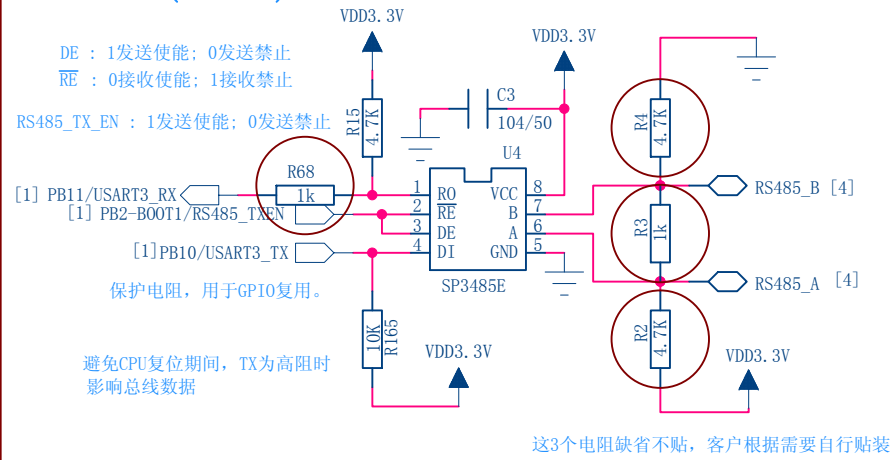 VDD3.3V
VDD3.3V
DE : 1发送使能; 0发送禁止
RE : 0接收使能; 1接收禁止
RS485_TX_EN : 1发送使能; 0发送禁止
R15
4.7K
C3
104/50
R4
4.7K
U4
R68
1k
[1] PB11/USART3_RX
[1] PB2-BOOT1/RS485_TXEN
[1]PB10/USART3_TX
1 RO VCC 8
2 RE B 7
3 DE A 6
4 DI GND 5
SP3485E
RS485_B [4]
R3
1k
RS485_A [4]
保护电阻，用于GPIO复用。
10K
R165
R2
4.7K
VDD3.3V
VDD3.3V
避免CPU复位期间，TX为高阻时
影响总线数据
这3个电阻缺省不贴，客户根据需要自行贴装